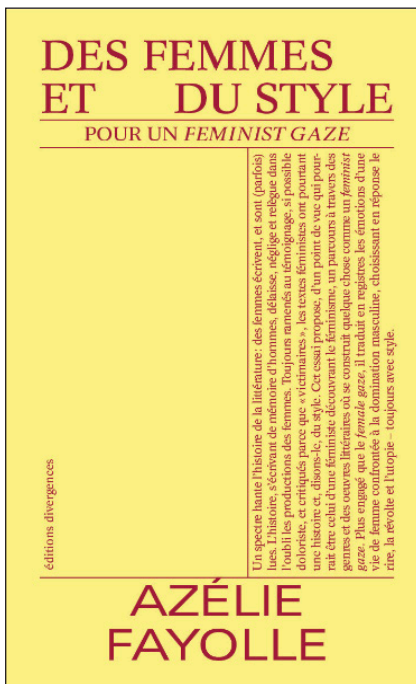 DES FEMMES
ET DU STYLE
POUR UN FEMINIST GAZE
éditions divergences
Un spectre hante l'histoire de la littérature : des femmes écrivent, et sont (parfois)
lues. L'histoire, s'écrivant de mémoire d'hommes, délaisse, néglige et relègue dans
l'oubli les productions des femmes. Toujours ramenés au témoignage, si possible
doloriste, et critiqués parce que « victimaires », les textes féministes ont pourtant
une histoire et, disons-le, du style. Cet essai propose, d'un point de vue qui pour-
rait être celui d'une féministe découvrant le féminisme, un parcours à travers des
genres et des oeuvres littéraires où se construit quelque chose comme un feminist
gaze. Plus engagé que le female gaze, il traduit en registres les émotions d'une
vie de femme confrontée à la domination masculine, choisissant en réponse le
rire, la révolte et l'utopie – toujours avec style.
AZÉLIE
FAYOLLE